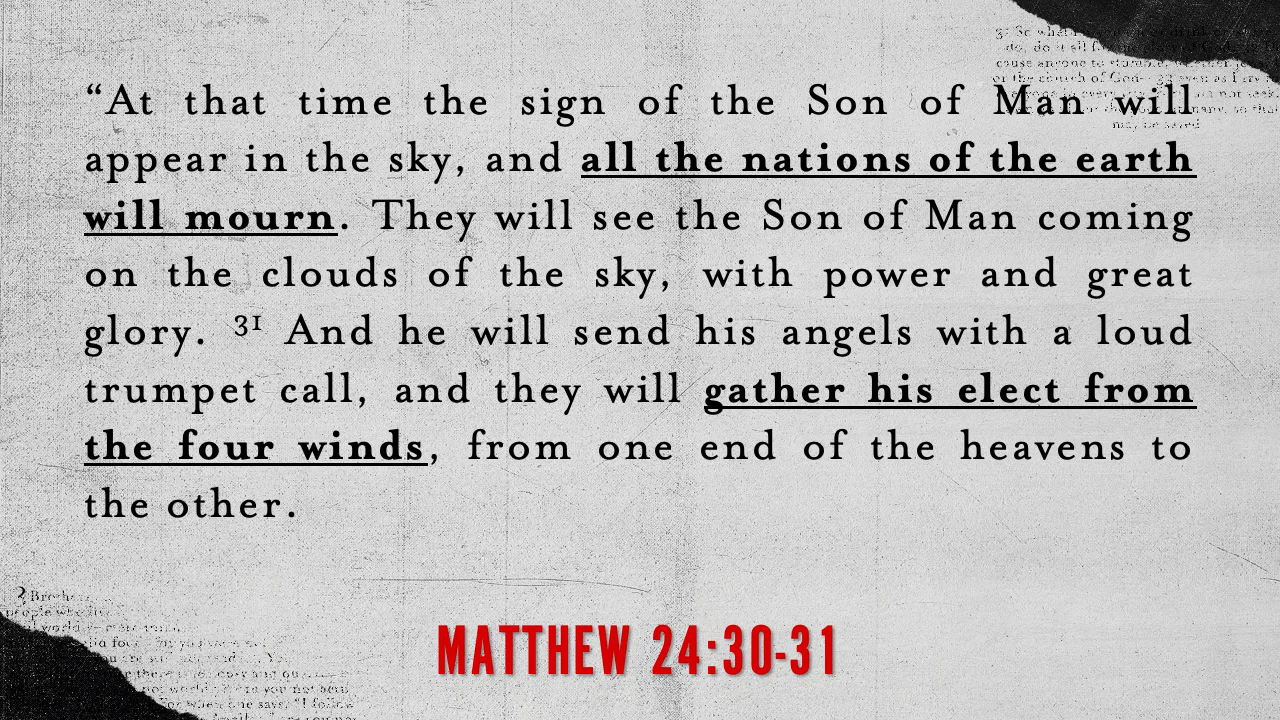 “At that time the sign of the Son of Man will
appear in the sky, and all the nations of the earth
will mourn. They will see the Son of Man coming
on the clouds of the sky, with power and great
glory. ³¹ And he will send his angels with a loud
trumpet call, and they will gather his elect from
the four winds, from one end of the heavens to
the other.
MATTHEW 24:30-31